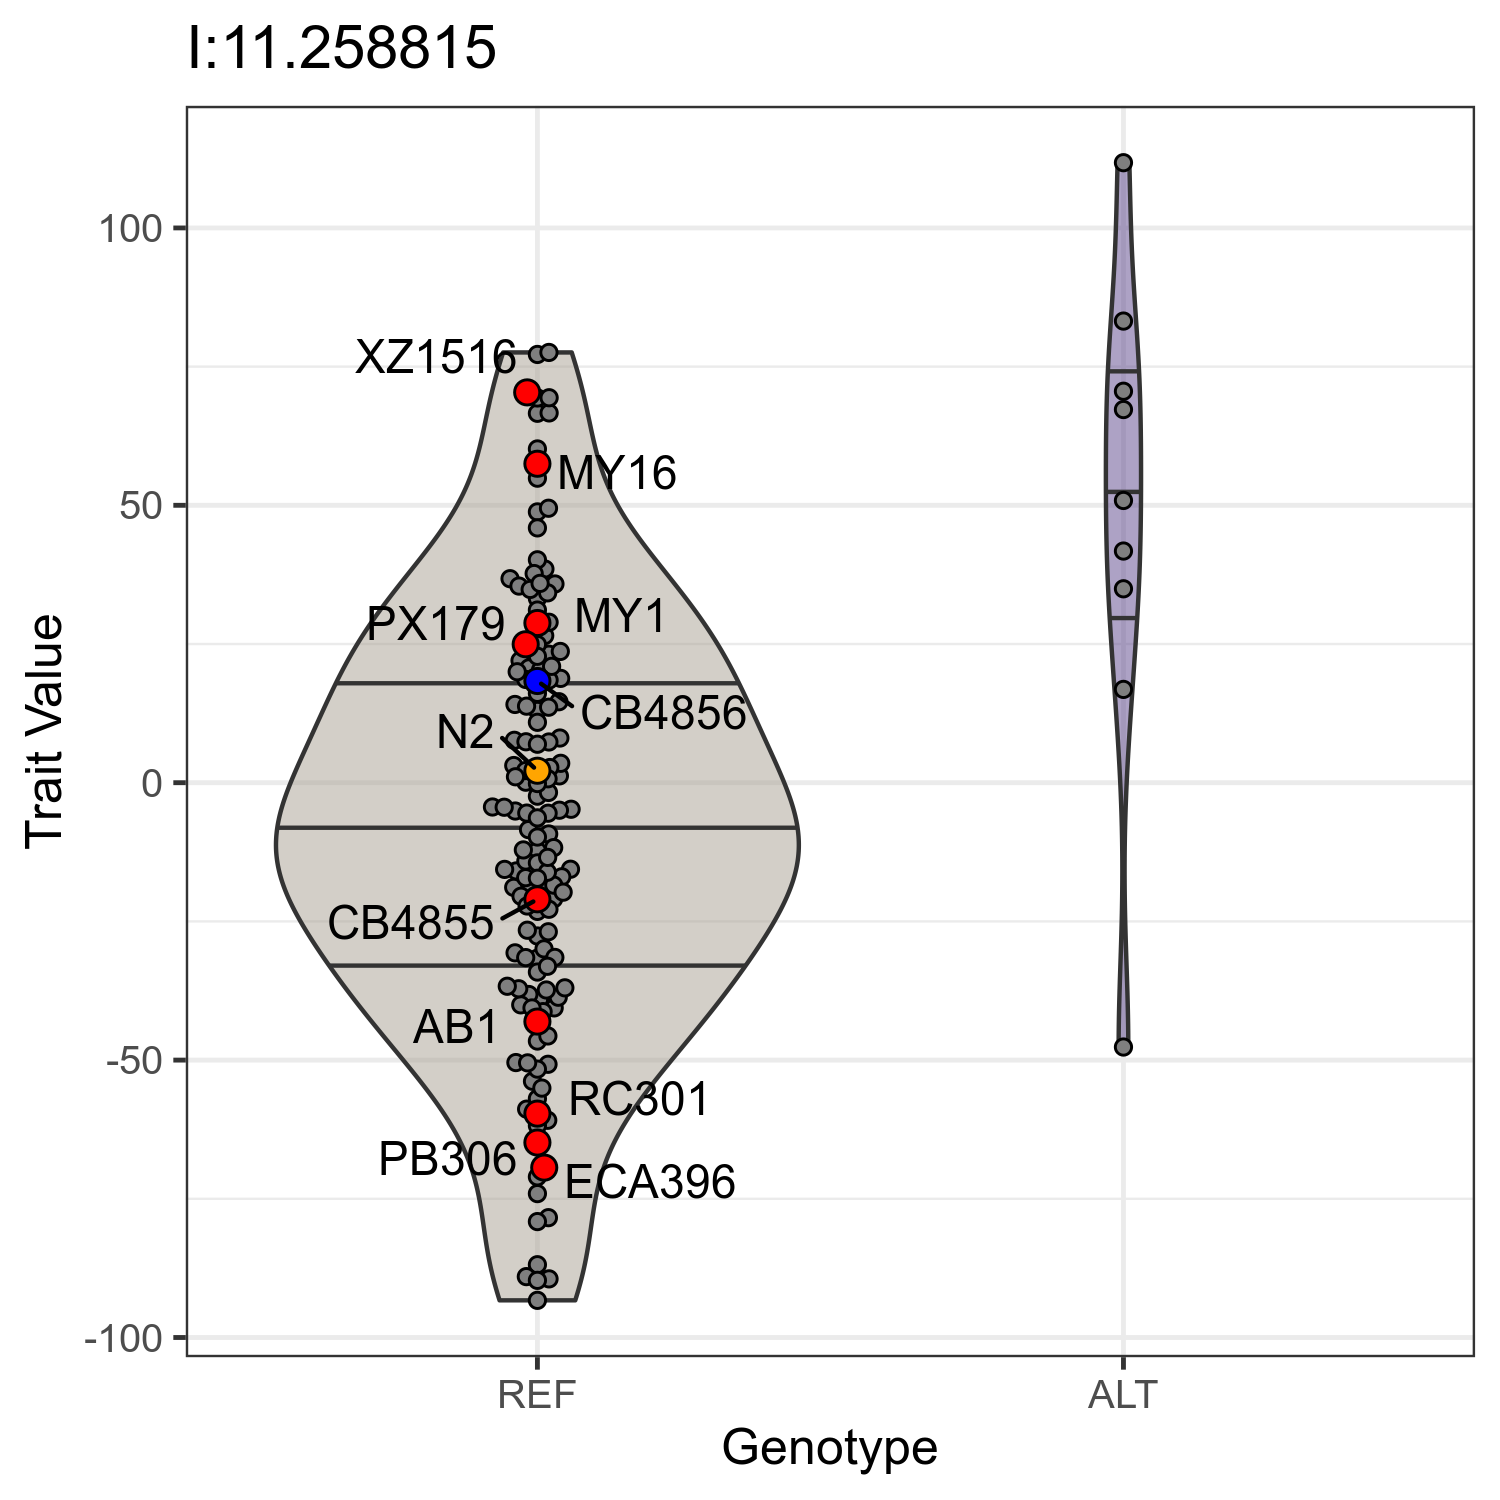 I:11.258815
100
50
0
-50
-100
Trait Value
XZ1516
MY16
PX179
MY1
N2
CB4856
CB4855
AB1
RC301
PB306
ECA396
REF
ALT
Genotype